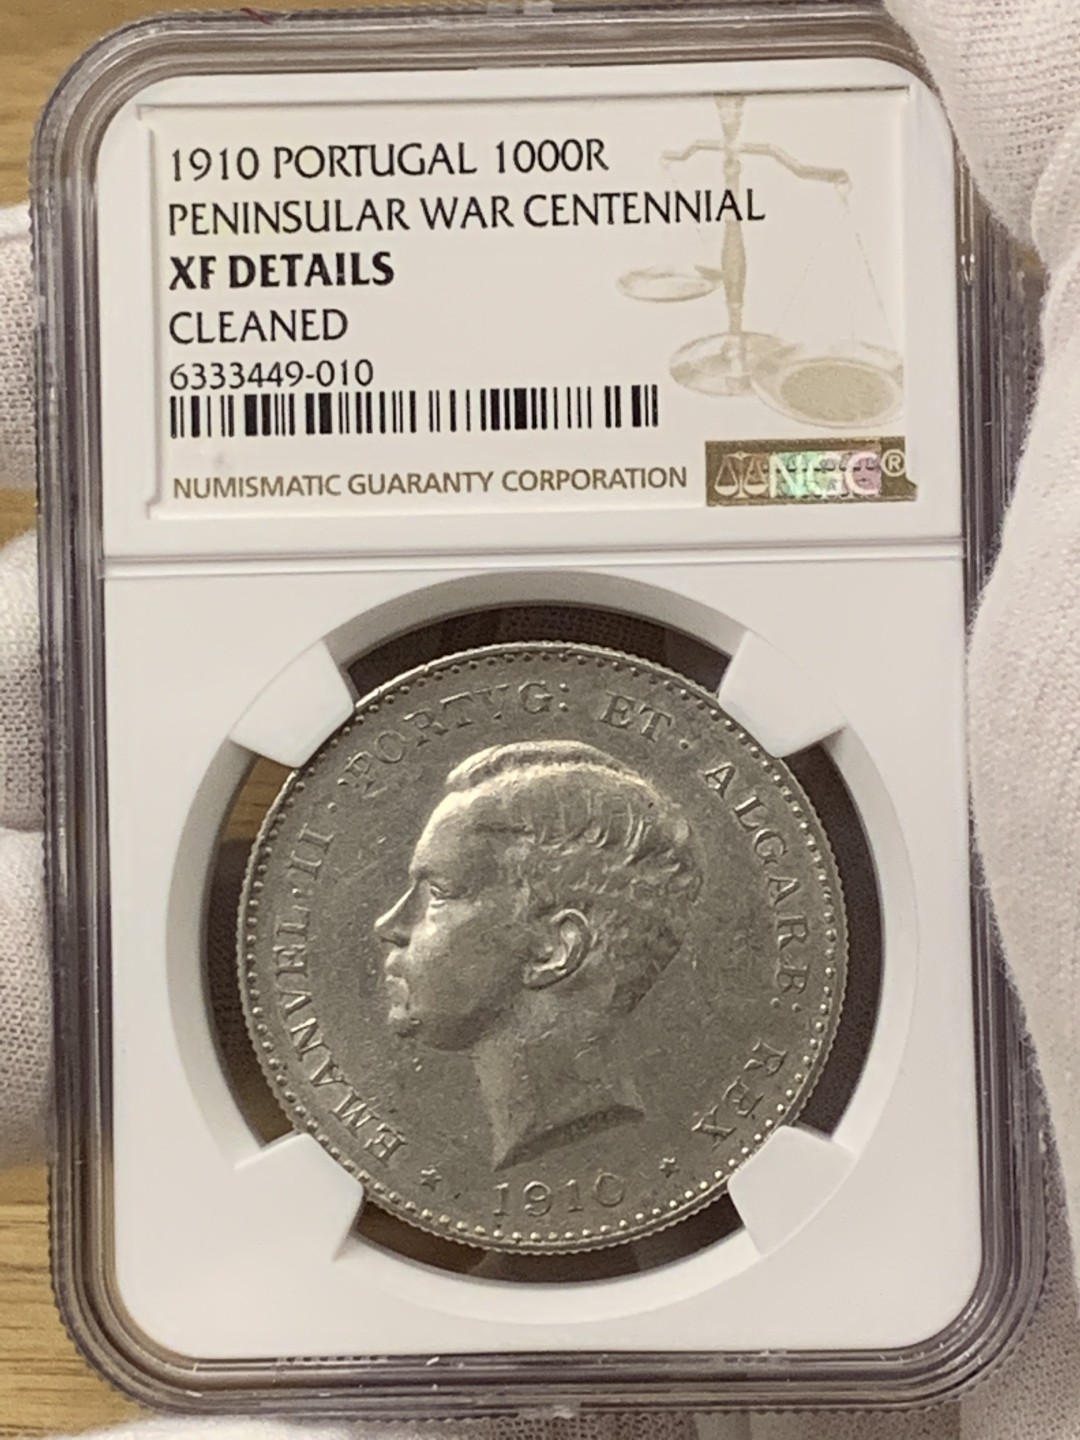 1910 PORTUGAL 1000R
PENINSULAR WAR CENTENNIAL
XF DETAILS
CLEANED
6333449-010
NUMISMATIC GUARANTY CORPORATION
NGC®
EMANVEL·II·PORTVG: ET·ALGARB: REX
★ 1910 ★